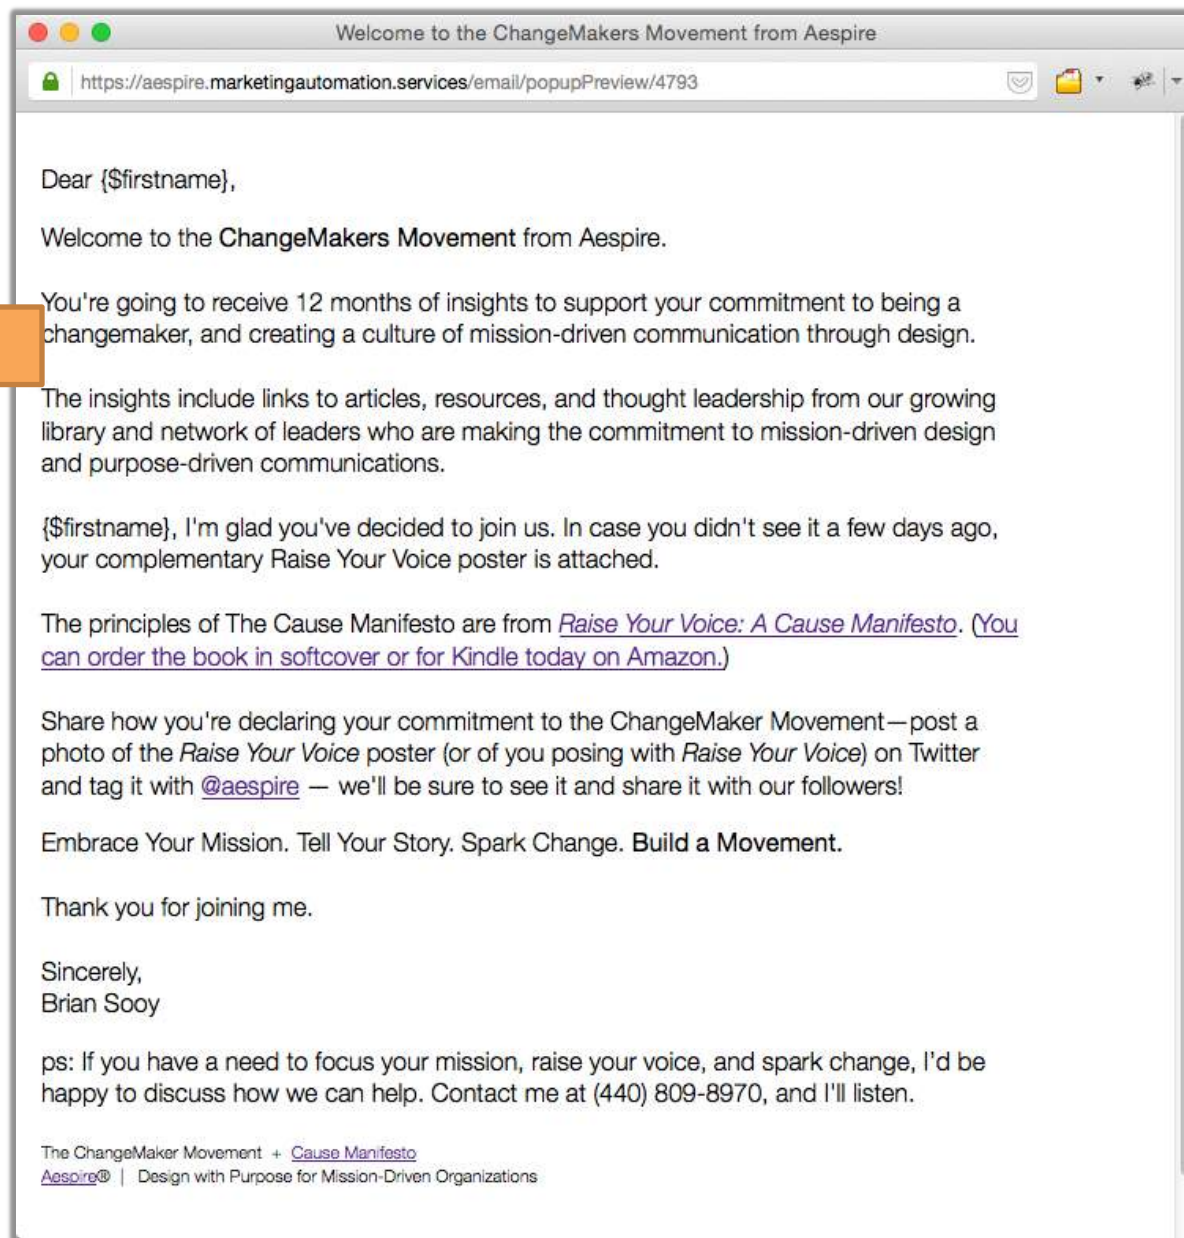 Welcome to the ChangeMakers Movement from Aespire
https://aespire.marketingautomation.services/email/popupPreview/4793
Dear {$firstname},
Welcome to the ChangeMakers Movement from Aespire.
You're going to receive 12 months of insights to support your commitment to being a
changemaker, and creating a culture of mission-driven communication through design.
The insights include links to articles, resources, and thought leadership from our growing
library and network of leaders who are making the commitment to mission-driven design
and purpose-driven communications.
{$firstname}, I'm glad you've decided to join us. In case you didn't see it a few days ago,
your complementary Raise Your Voice poster is attached.
The principles of The Cause Manifesto are from Raise Your Voice: A Cause Manifesto. (You
can order the book in softcover or for Kindle today on Amazon.)
Share how you're declaring your commitment to the ChangeMaker Movement—post a
photo of the Raise Your Voice poster (or of you posing with Raise Your Voice) on Twitter
and tag it with @aespire — we'll be sure to see it and share it with our followers!
Embrace Your Mission. Tell Your Story. Spark Change. Build a Movement.
Thank you for joining me.
Sincerely,
Brian Sooy
ps: If you have a need to focus your mission, raise your voice, and spark change, I'd be
happy to discuss how we can help. Contact me at (440) 809-8970, and I'll listen.
The ChangeMaker Movement + Cause Manifesto
Aespire® | Design with Purpose for Mission-Driven Organizations